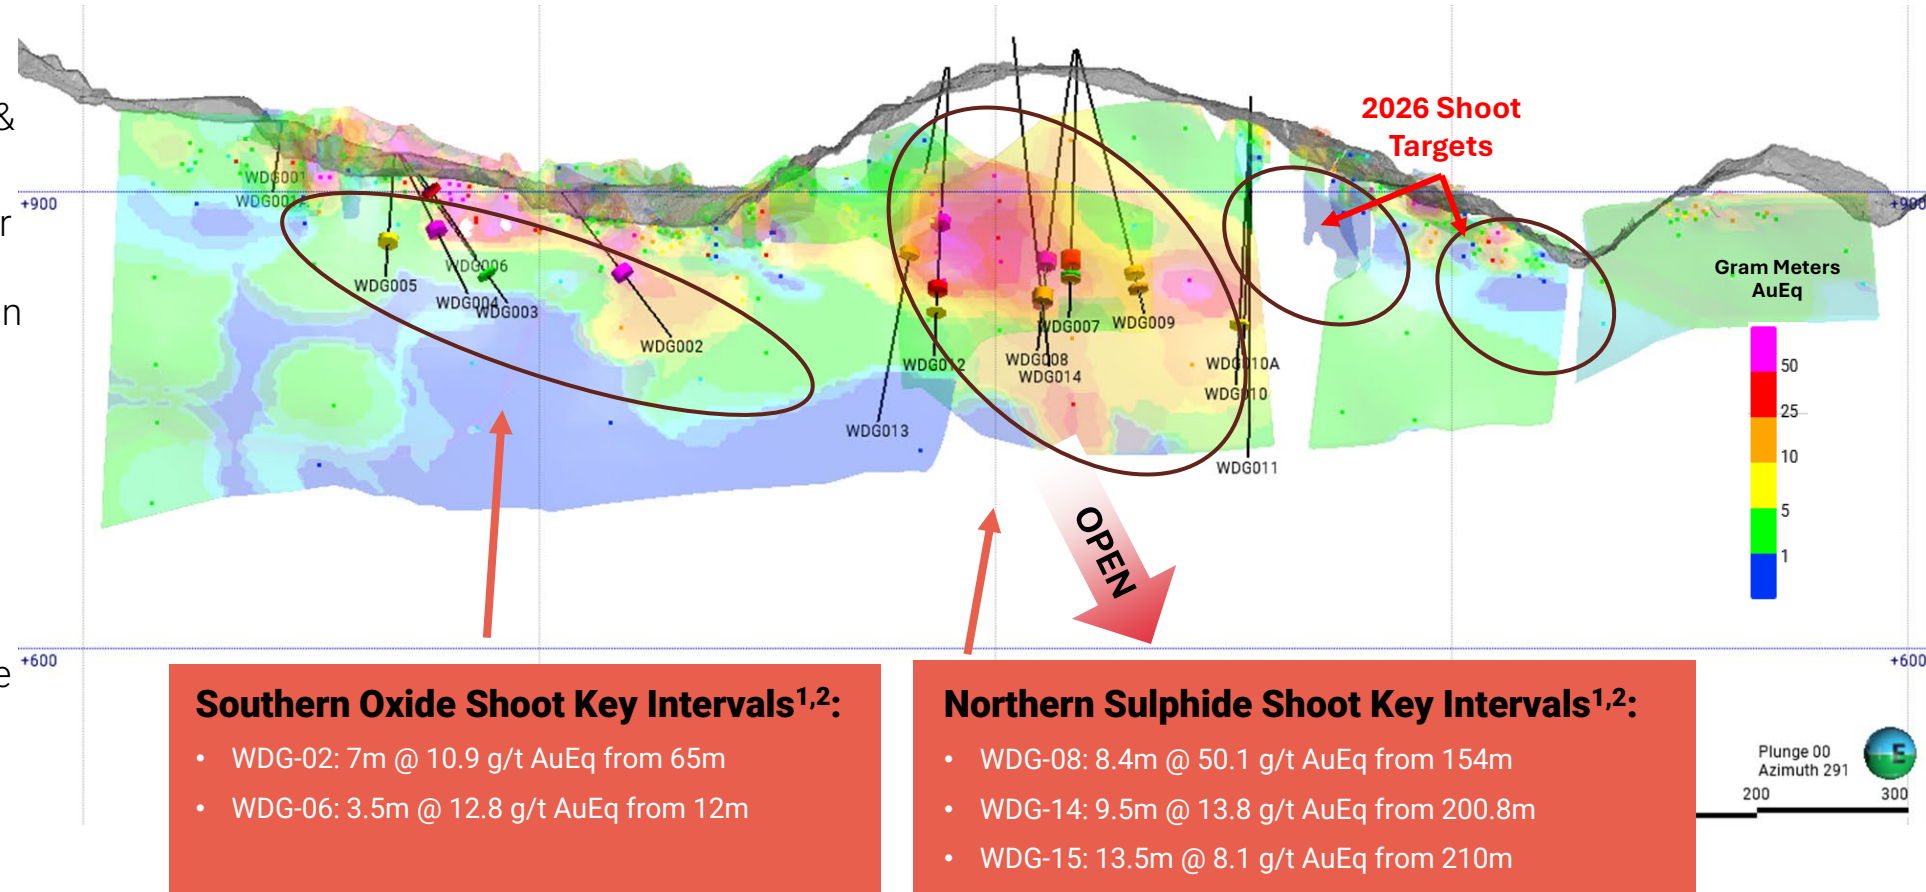 &
r
n
e
2026 Shoot
Targets
+900
+900
WDG001
WDG005
WDG006
WDG004
WDG003
WDG002
WDG012
WDG013
WDG007
WDG008
WDG014
WDG009
WDG010A
WDG010
WDG011
Gram Meters
AuEq
50
25
10
5
1
OPEN
+600
+600
Southern Oxide Shoot Key Intervals1,2:
• WDG-02: 7m @ 10.9 g/t AuEq from 65m
• WDG-06: 3.5m @ 12.8 g/t AuEq from 12m
Northern Sulphide Shoot Key Intervals1,2:
• WDG-08: 8.4m @ 50.1 g/t AuEq from 154m
• WDG-14: 9.5m @ 13.8 g/t AuEq from 200.8m
• WDG-15: 13.5m @ 8.1 g/t AuEq from 210m
Plunge 00
Azimuth 291
E
200
300